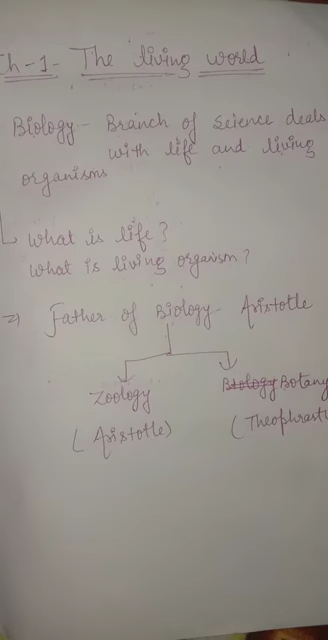 Ch-1- The living world
Biology - Branch of science deals
with life and living
organisms
What is life?
What is living organism?
⇒ Father of Biology - Aristotle
Zoology Biology Botany
(Aristotle) (Theophrast